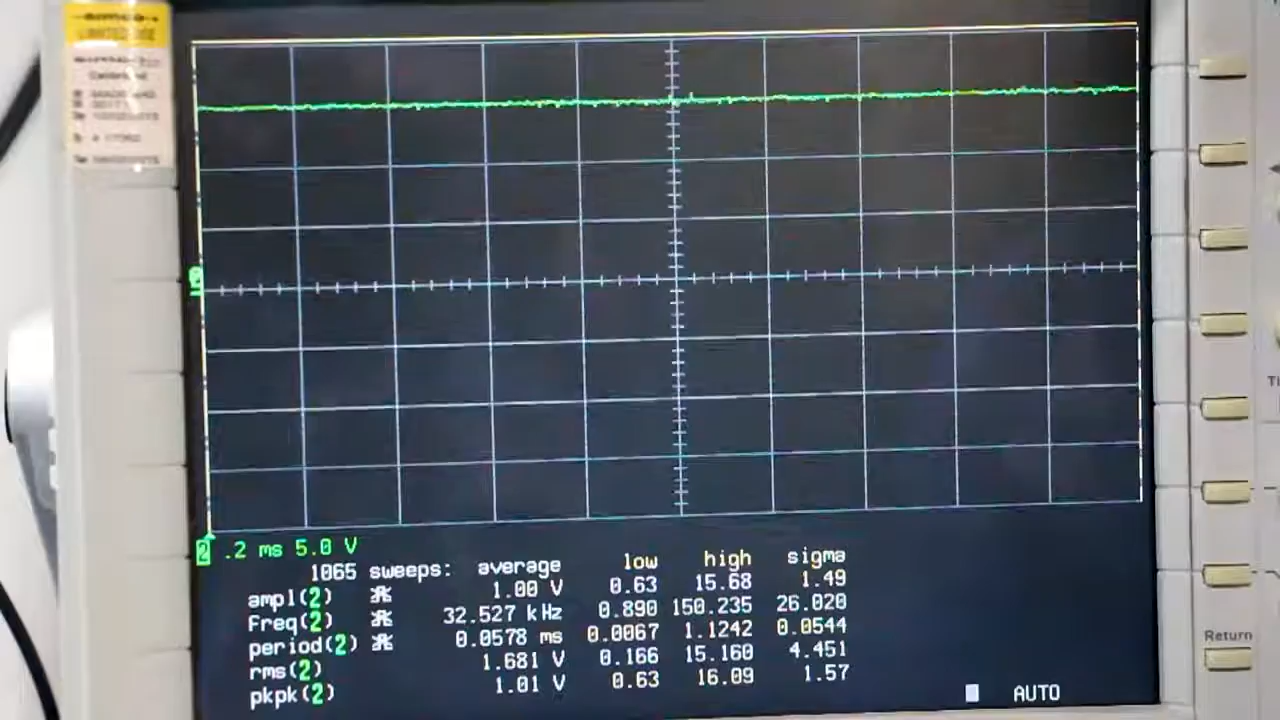 LIMITED USE
2
2 .2 ms 5.0 V
1065 sweeps: average low high sigma
ampl(2) 1.00 V 0.63 15.68 1.49
freq(2) 32.527 kHz 0.890 150.235 26.020
period(2) 0.0578 ms 0.0067 1.1242 0.0544
rms(2) 1.681 V 0.166 15.160 4.451
pkpk(2) 1.01 V 0.63 16.09 1.57
AUTO
Return